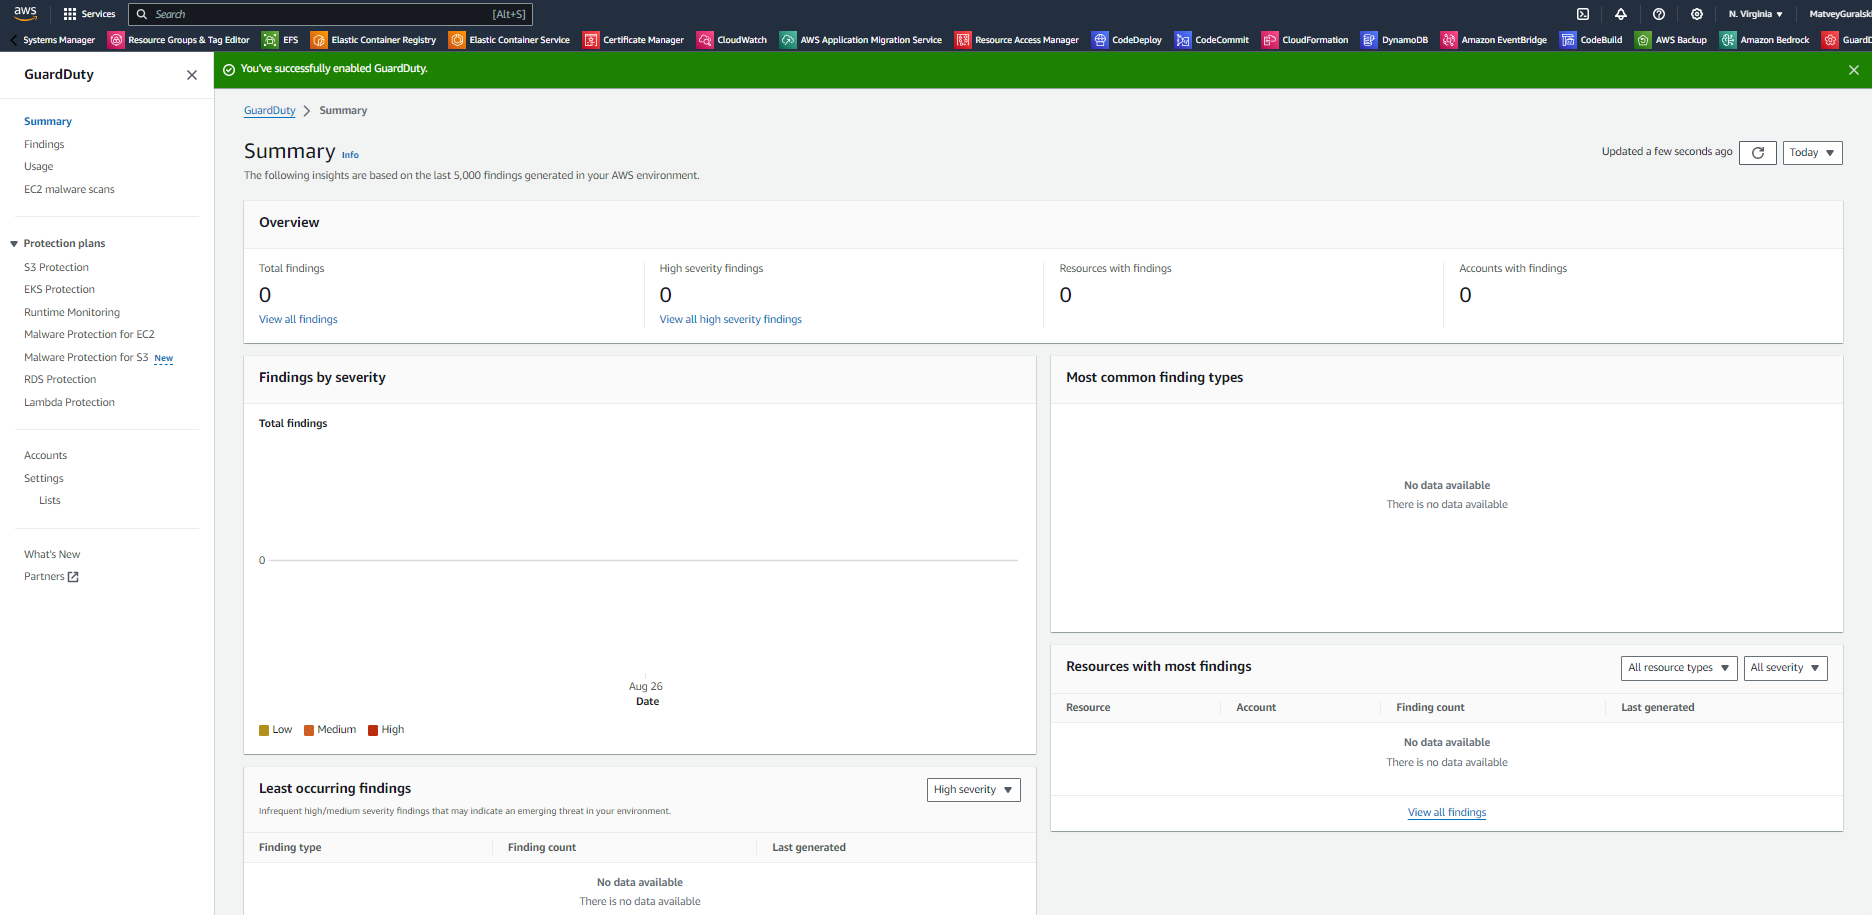 aws
Services
Search
[Alt+S]
N. Virginia
Systems Manager
Resource Groups & Tag Editor
EFS
Elastic Container Registry
Elastic Container Service
Certificate Manager
CloudWatch
AWS Application Migration Service
Resource Access Manager
CodeDeploy
CodeCommit
CloudFormation
DynamoDB
Amazon EventBridge
CodeBuild
AWS Backup
Amazon Bedrock
GuardDuty
You've successfully enabled GuardDuty.
Summary
Findings
Usage
EC2 malware scans
Protection plans
S3 Protection
EKS Protection
Runtime Monitoring
Malware Protection for EC2
Malware Protection for S3 New
RDS Protection
Lambda Protection
Accounts
Settings
Lists
What's New
Partners
GuardDuty
Summary
Summary Info
The following insights are based on the last 5,000 findings generated in your AWS environment.
Updated a few seconds ago
Today
Overview
Total findings
0
View all findings
High severity findings
0
View all high severity findings
Resources with findings
0
Accounts with findings
0
Findings by severity
Total findings
0
Aug 26
Date
Low
Medium
High
Most common finding types
No data available
There is no data available
Resources with most findings
All resource types
All severity
Resource
Account
Finding count
Last generated
No data available
There is no data available
View all findings
Least occurring findings
Infrequent high/medium severity findings that may indicate an emerging threat in your environment.
High severity
Finding type
Finding count
Last generated
No data available
There is no data available